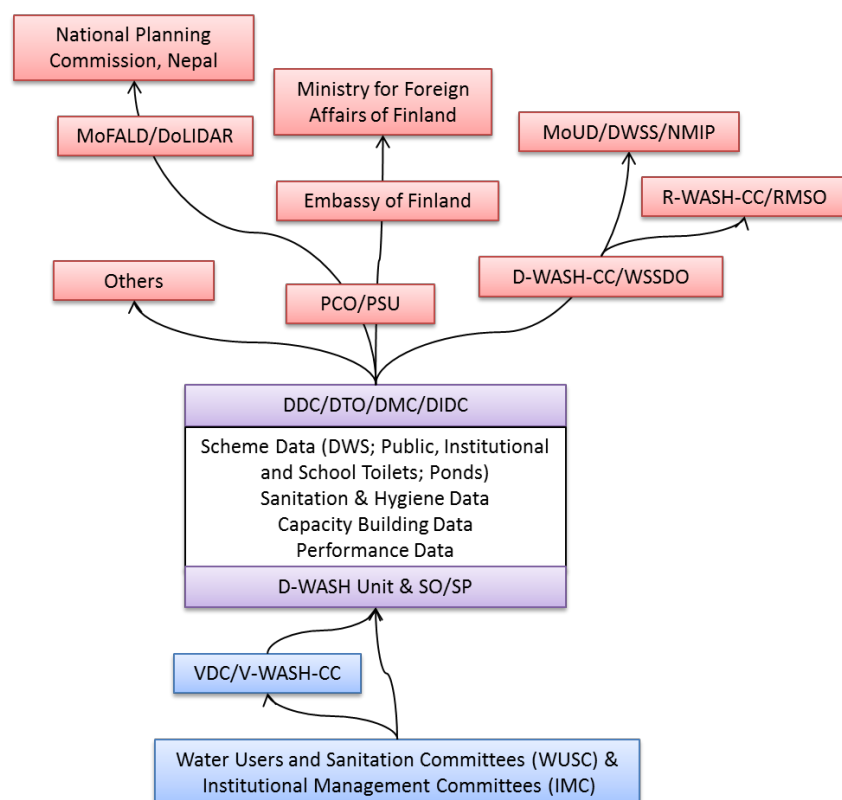 National Planning
Commission, Nepal
Ministry for Foreign
Affairs of Finland
MoFALD/DoLIDAR
MoUD/DWSS/NMIP
Embassy of Finland
R-WASH-CC/RMSO
Others
PCO/PSU
D-WASH-CC/WSSDO
DDC/DTO/DMC/DIDC
Scheme Data (DWS; Public, Institutional
and School Toilets; Ponds)
Sanitation & Hygiene Data
Capacity Building Data
Performance Data
D-WASH Unit & SO/SP
VDC/V-WASH-CC
Water Users and Sanitation Committees (WUSC) &
Institutional Management Committees (IMC)